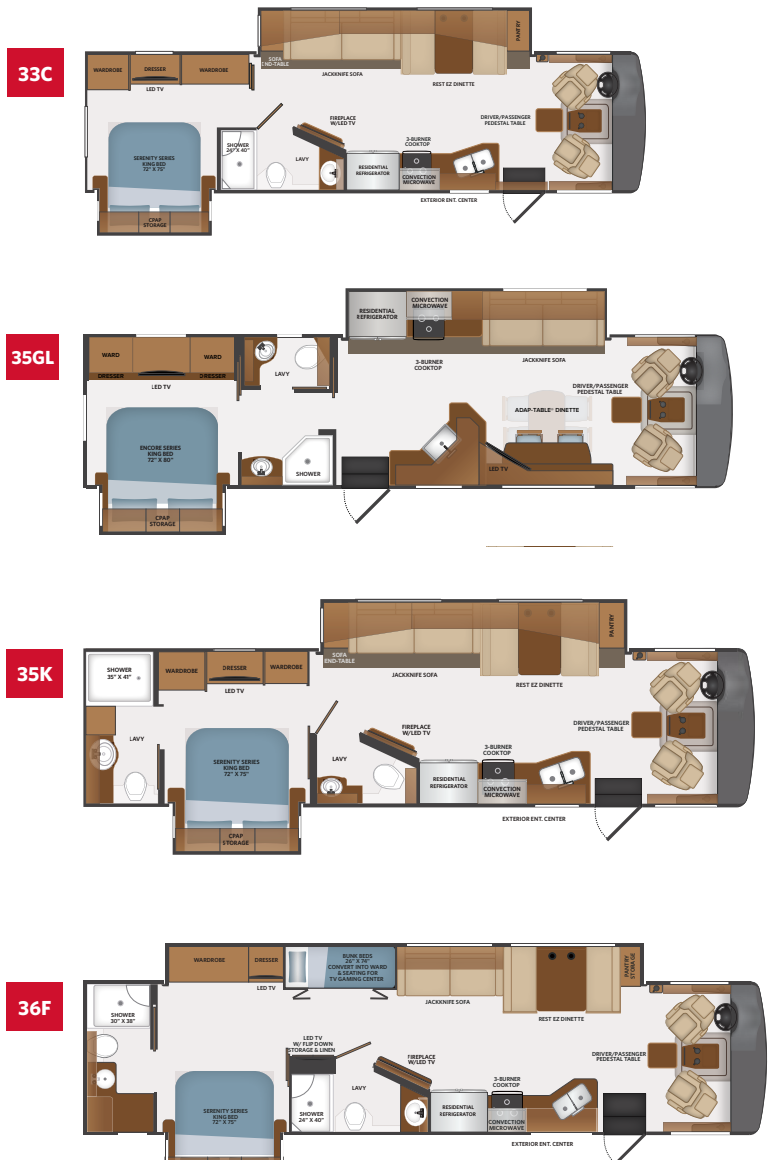 33C
WARDROBE
DRESSER
WARDROBE
LED TV
SOFA
END-TABLE
JACKKNIFE SOFA
REST EZ DINETTE
PANTRY
DRIVER/PASSENGER
PEDESTAL TABLE
FIREPLACE
W/LED TV
3-BURNER
COOKTOP
SHOWER
24" X 40"
LAVY
RESIDENTIAL
REFRIGERATOR
CONVECTION
MICROWAVE
SERENITY SERIES
KING BED
72" X 75"
CPAP
STORAGE
EXTERIOR ENT. CENTER
35GL
WARD
WARD
DRESSER
DRESSER
LED TV
LAVY
RESIDENTIAL
REFRIGERATOR
CONVECTION
MICROWAVE
3-BURNER
COOKTOP
JACKKNIFE SOFA
DRIVER/PASSENGER
PEDESTAL TABLE
ADAP-TABLE® DINETTE
ENCORE SERIES
KING BED
72" X 80"
SHOWER
LED TV
CPAP
STORAGE
35K
SHOWER
35" X 41"
WARDROBE
DRESSER
WARDROBE
LED TV
SOFA
END-TABLE
JACKKNIFE SOFA
REST EZ DINETTE
PANTRY
DRIVER/PASSENGER
PEDESTAL TABLE
LAVY
FIREPLACE
W/LED TV
3-BURNER
COOKTOP
SERENITY SERIES
KING BED
72" X 75"
LAVY
RESIDENTIAL
REFRIGERATOR
CONVECTION
MICROWAVE
CPAP
STORAGE
EXTERIOR ENT. CENTER
36F
WARDROBE
DRESSER
LED TV
BUNK BEDS
26" X 74"
CONVERT INTO WARD
& SEATING FOR
TV GAMING CENTER
JACKKNIFE SOFA
REST EZ DINETTE
PANTRY
STORAGE
SHOWER
30" X 38"
LED TV
W/ FLIP DOWN
STORAGE & LINEN
FIREPLACE
W/LED TV
DRIVER/PASSENGER
PEDESTAL TABLE
3-BURNER
COOKTOP
LAVY
SERENITY SERIES
KING BED
72" X 75"
SHOWER
24" X 40"
RESIDENTIAL
REFRIGERATOR
CONVECTION
MICROWAVE
EXTERIOR ENT. CENTER